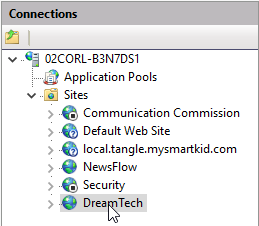 Connections
02CORL-B3N7DS1
Application Pools
Sites
Communication Commission
Default Web Site
local.tangle.mysmartkid.com
NewsFlow
Security
DreamTech